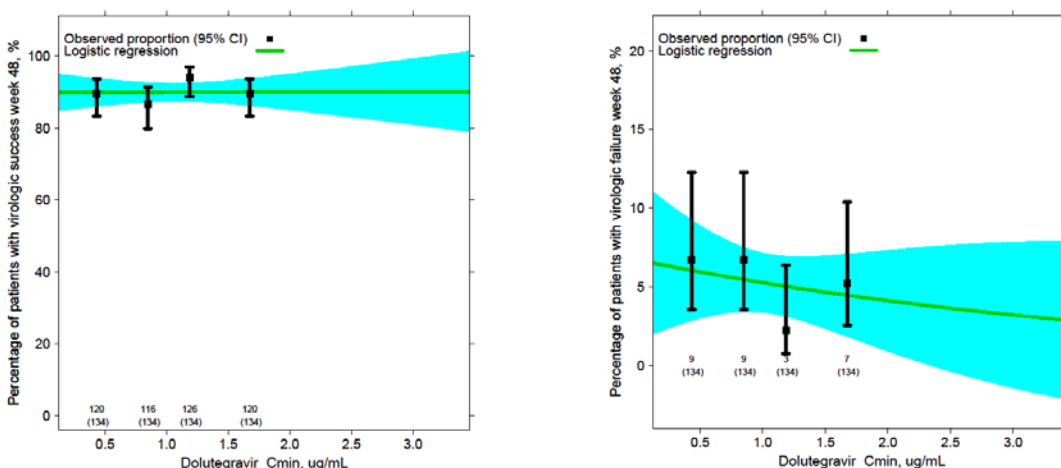 Percentage of patients with virologic success week 48, %
Observed proportion (95% CI)
Logistic regression
100
80
60
40
20
0
120 116 126 120
(134) (134) (134) (134)
0.5 1.0 1.5 2.0 2.5 3.0
Dolutegravir Cmin, ug/mL
Percentage of patients with virologic failure week 48, %
Observed proportion (95% CI)
Logistic regression
20
15
10
5
0
9 9 3 7
(134) (134) (134) (134)
0.5 1.0 1.5 2.0 2.5 3.0
Dolutegravir Cmin, ug/mL